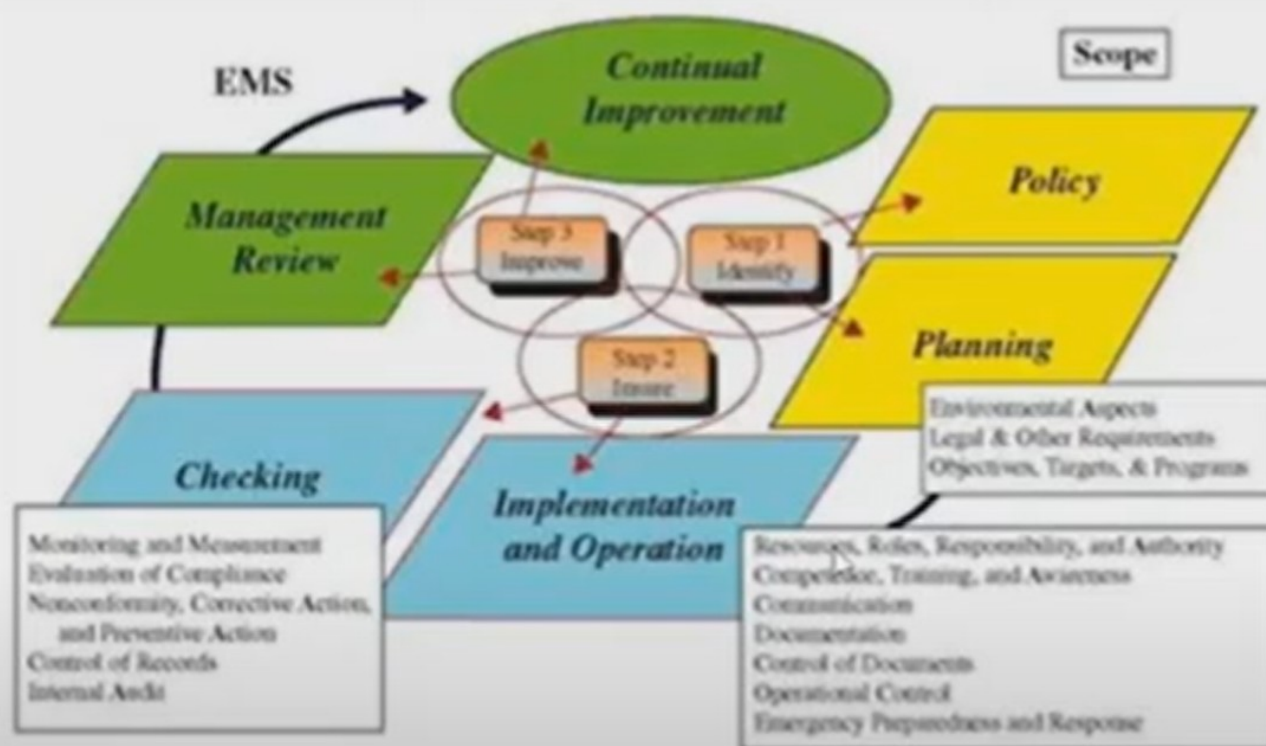 EMS
Scope
Continual
Improvement
Policy
Management
Review
Step 3
Improve
Step 1
Identify
Planning
Step 2
Environmental Aspects
Legal & Other Requirements
Objectives, Targets, & Programs
Checking
Implementation
and Operation
Monitoring and Measurement
Evaluation of Compliance
Nonconformity, Corrective Action,
and Preventive Action
Control of Records
Internal Audit
Resources, Roles, Responsibility, and Authority
Competence, Training, and Awareness
Communication
Documentation
Control of Documents
Operational Control
Emergency Preparedness and Response